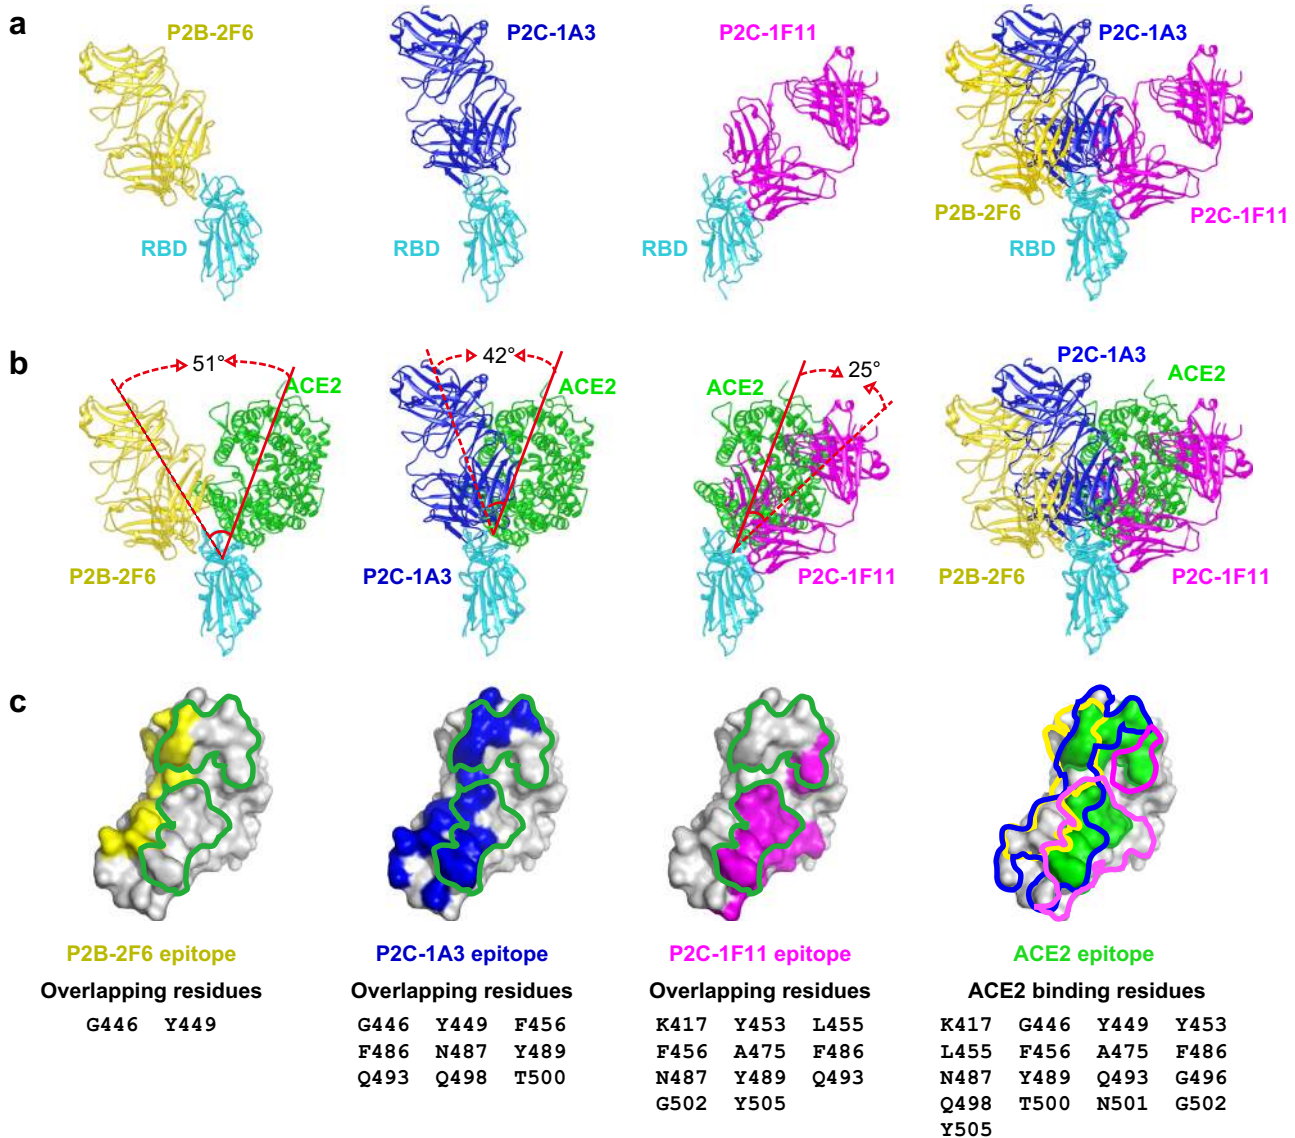 a
P2B-2F6
P2C-1A3
P2C-1F11
P2C-1A3
RBD
RBD
RBD
P2B-2F6
P2C-1F11
RBD
b
51°
ACE2
P2B-2F6
42°
ACE2
P2C-1A3
25°
P2C-1F11
P2C-1A3
ACE2
P2B-2F6
P2C-1F11
c
P2B-2F6 epitope
Overlapping residues
G446 Y449
P2C-1A3 epitope
Overlapping residues
G446 Y449 F456
F486 N487 Y489
Q493 Q498 T500
P2C-1F11 epitope
Overlapping residues
K417 Y453 L455
F456 A475 F486
N487 Y489 Q493
G502 Y505
ACE2 epitope
ACE2 binding residues
K417 G446 Y449 Y453
L455 F456 A475 F486
N487 Y489 Q493 G496
Q498 T500 N501 G502
Y505